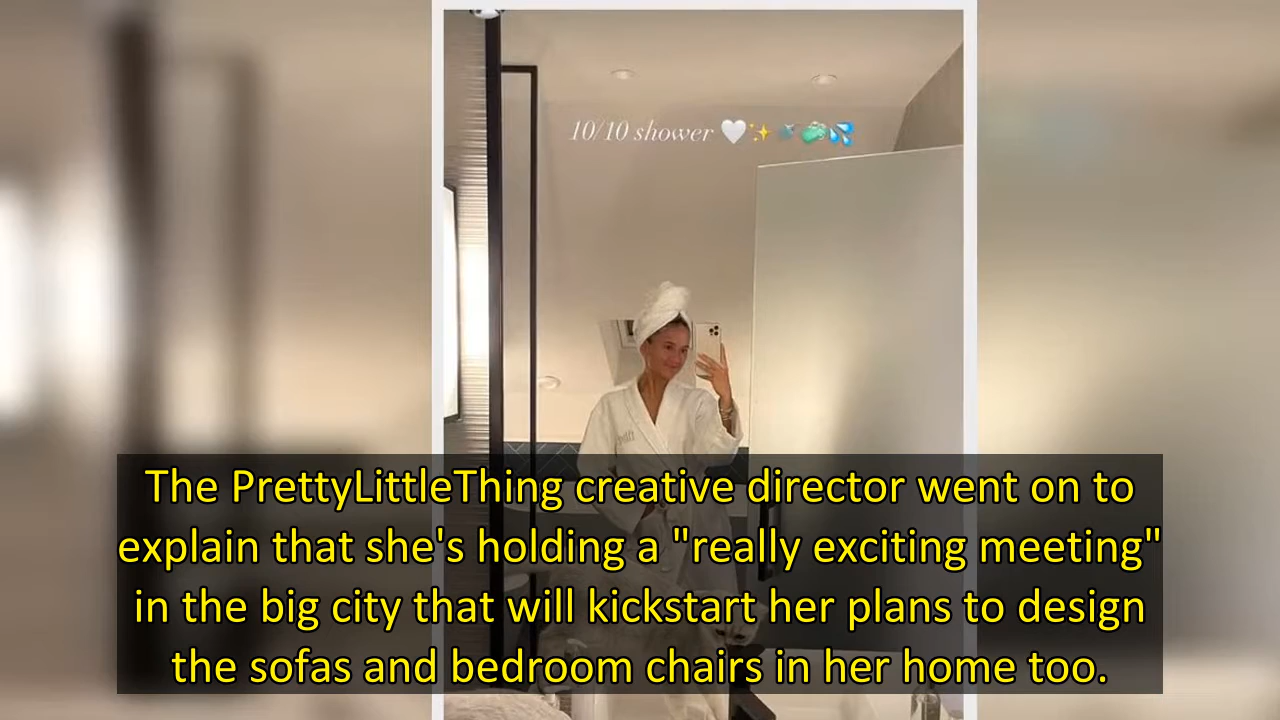 10/10 shower 🤍✨🚿🧼💦
The PrettyLittleThing creative director went on to
explain that she's holding a "really exciting meeting"
in the big city that will kickstart her plans to design
the sofas and bedroom chairs in her home too.